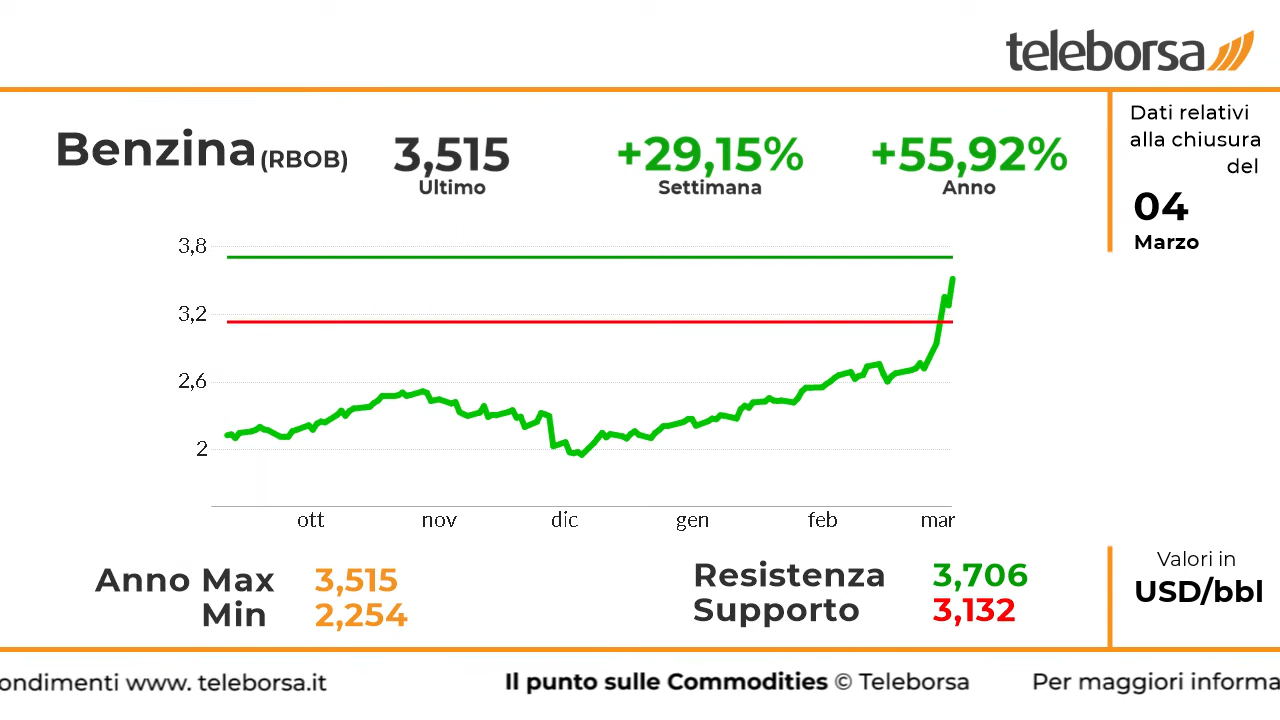 teleborsa
Benzina (RBOB)
3,515
Ultimo
+29,15%
Settimana
+55,92%
Anno
Dati relativi
alla chiusura
del
04
Marzo
3,8
3,2
2,6
2
ott nov dic gen feb mar
Anno Max 3,515
Min 2,254
Resistenza 3,706
Supporto 3,132
Valori in
USD/bbl
ondimenti www. teleborsa.it Il punto sulle Commodities © Teleborsa Per maggiori informa